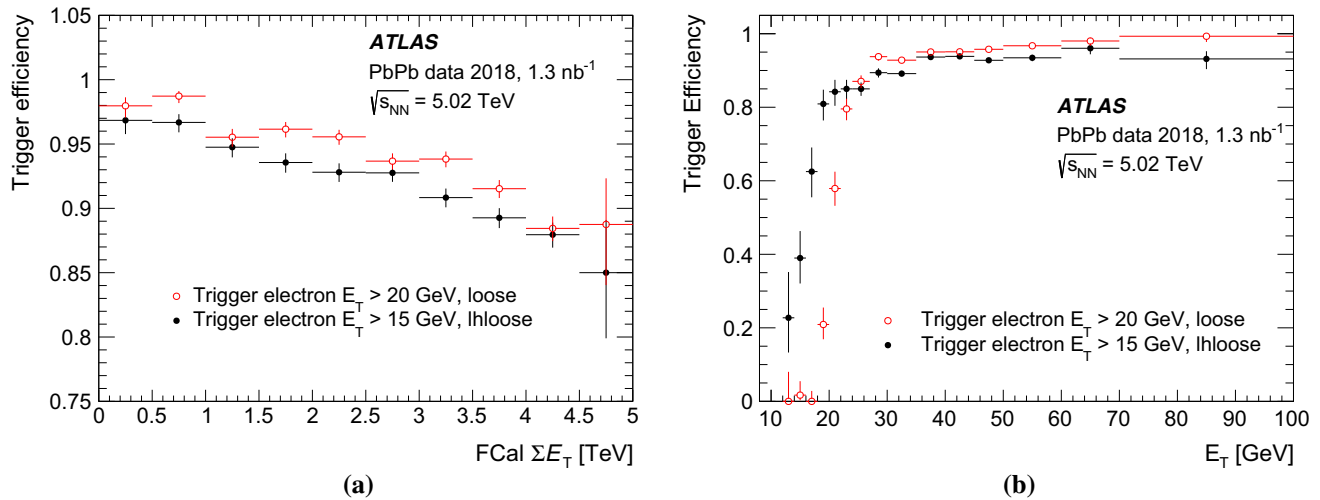 Trigger efficiency
1.05
1
0.95
0.9
0.85
0.8
0.75
ATLAS
PbPb data 2018, 1.3 nb⁻¹
√sNN = 5.02 TeV
Trigger electron ET > 20 GeV, loose
Trigger electron ET > 15 GeV, lhloose
0 0.5 1 1.5 2 2.5 3 3.5 4 4.5 5
FCal ΣET [TeV]
(a)
Trigger Efficiency
1
0.8
0.6
0.4
0.2
0
ATLAS
PbPb data 2018, 1.3 nb⁻¹
√sNN = 5.02 TeV
Trigger electron ET > 20 GeV, loose
Trigger electron ET > 15 GeV, lhloose
10 20 30 40 50 60 70 80 90 100
ET [GeV]
(b)